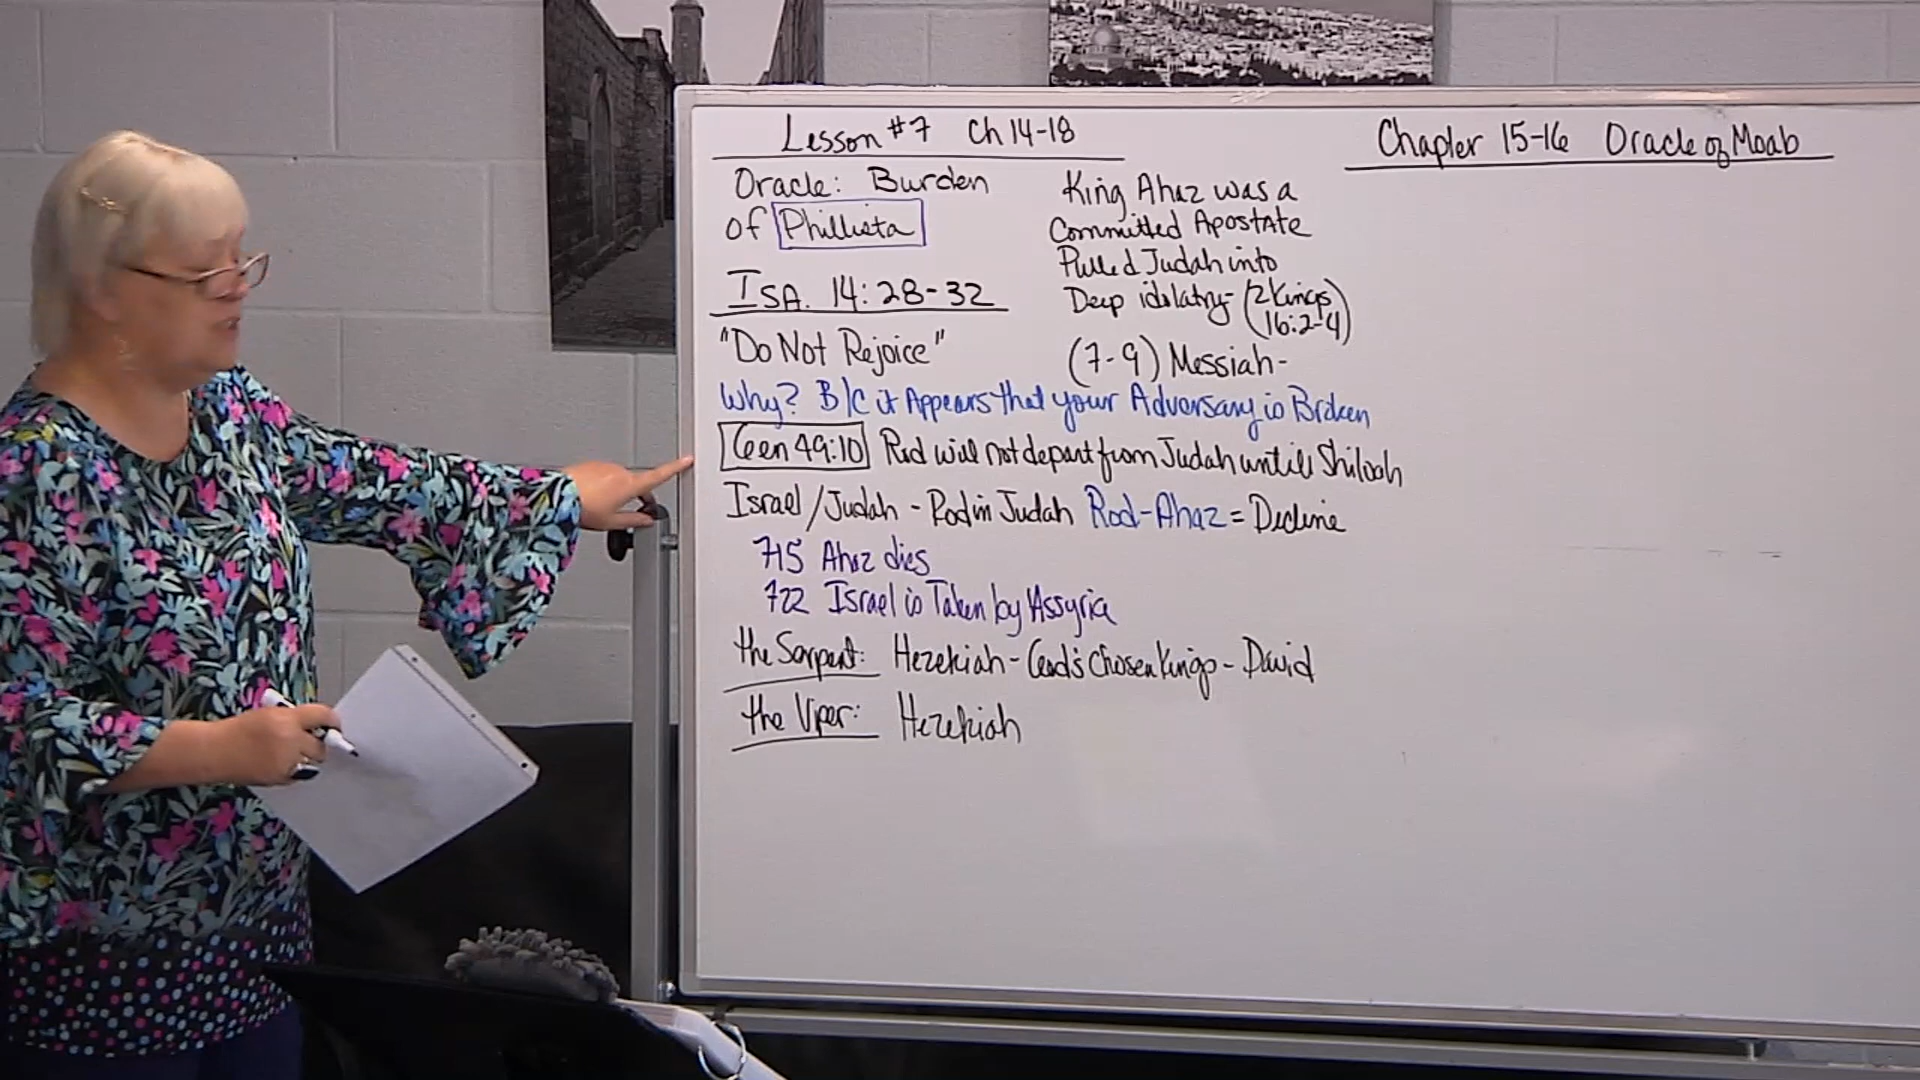 Lesson #7 Ch 14-18
Oracle: Burden
of Phillista
ISA. 14:28-32
"Do Not Rejoice"
King Ahaz was a
Committed Apostate
Pulled Judah into
Deep idolatry- (2 Kings
16:2-4)
(7-9) Messiah-
Why? B/C it Appears that your Adversary is Broken
Gen 49:10 Rod will not depart from Judah untill Shiloah
Israel/Judah - Rod in Judah Rod-Ahaz = Decline
715 Ahaz dies
722 Israel is Taken by Assyria
the Serpent: Hezekiah - God's Chosen Kings - David
the Viper: Hezekiah
Chapter 15-16 Oracle of Moab